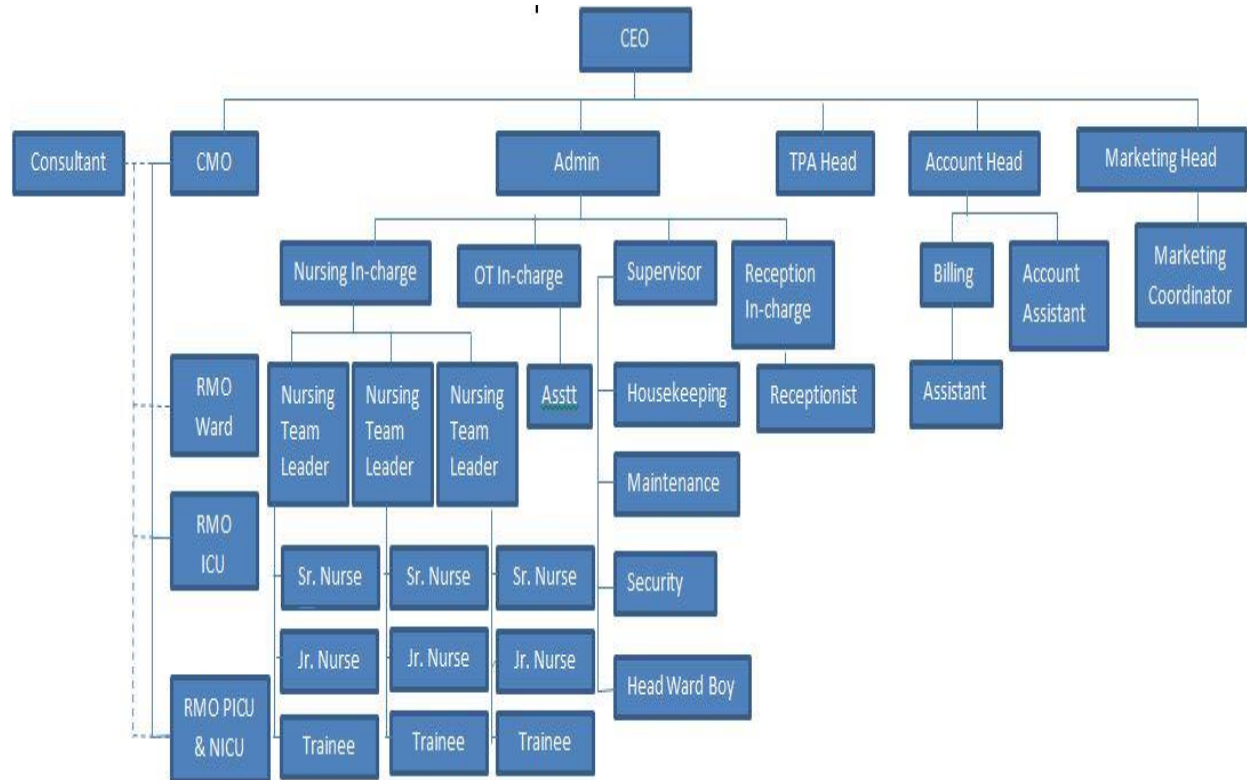 CEO
Consultant
CMO
Admin
TPA Head
Account Head
Marketing Head
Nursing In-charge
OT In-charge
Supervisor
Reception
In-charge
Billing
Account
Assistant
Marketing
Coordinator
RMO
Ward
Nursing
Team
Leader
Nursing
Team
Leader
Nursing
Team
Leader
Asstt
Housekeeping
Receptionist
Assistant
Maintenance
RMO
ICU
Sr. Nurse
Sr. Nurse
Sr. Nurse
Security
Jr. Nurse
Jr. Nurse
Jr. Nurse
Head Ward Boy
RMO PICU
& NICU
Trainee
Trainee
Trainee